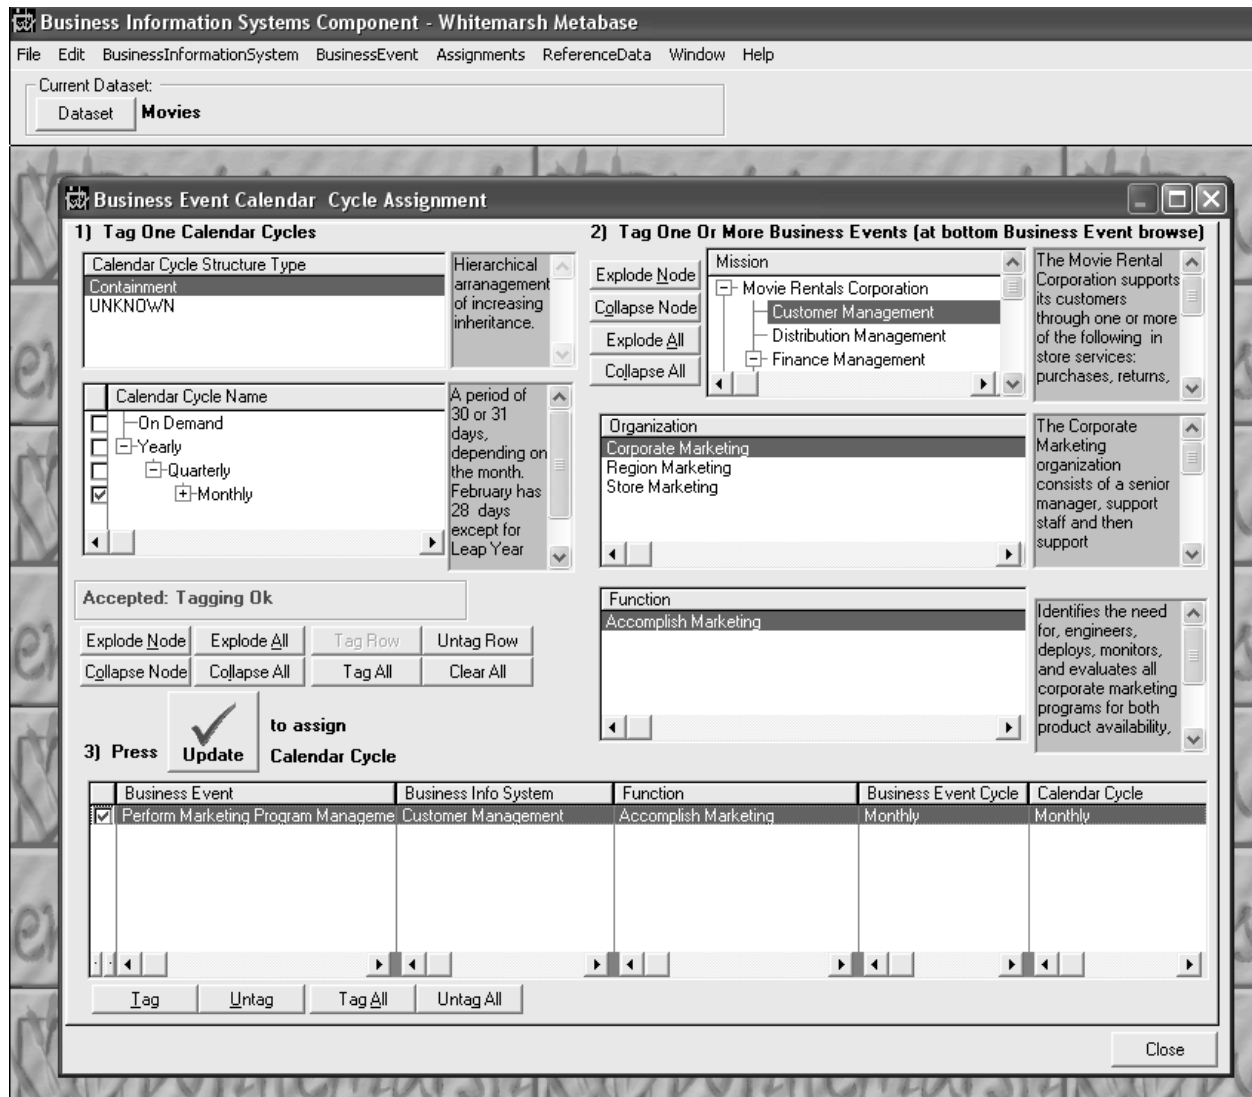 Business Information Systems Component - Whitemarsh Metabase
File Edit BusinessInformationSystem BusinessEvent Assignments ReferenceData Window Help
Current Dataset:
Dataset Movies
Business Event Calendar Cycle Assignment
1) Tag One Calendar Cycles
Calendar Cycle Structure Type
Containment
UNKNOWN
Hierarchical
arranagement
of increasing
inheritance.
Calendar Cycle Name
On Demand
Yearly
Quarterly
Monthly
A period of
30 or 31
days,
depending on
the month.
February has
28 days
except for
Leap Year
Accepted: Tagging Ok
Explode Node Explode All Tag Row Untag Row
Collapse Node Collapse All Tag All Clear All
3) Press Update to assign
Calendar Cycle
2) Tag One Or More Business Events (at bottom Business Event browse)
Explode Node
Collapse Node
Explode All
Collapse All
Mission
Movie Rentals Corporation
Customer Management
Distribution Management
Finance Management
The Movie Rental
Corporation supports
its customers
through one or more
of the following in
store services:
purchases, returns,
Organization
Corporate Marketing
Region Marketing
Store Marketing
The Corporate
Marketing
organization
consists of a senior
manager, support
staff and then
support
Function
Accomplish Marketing
Identifies the need
for, engineers,
deploys, monitors,
and evaluates all
corporate marketing
programs for both
product availability,
Business Event Business Info System Function Business Event Cycle Calendar Cycle
Perform Marketing Program Manageme Customer Management Accomplish Marketing Monthly Monthly
Tag Untag Tag All Untag All
Close